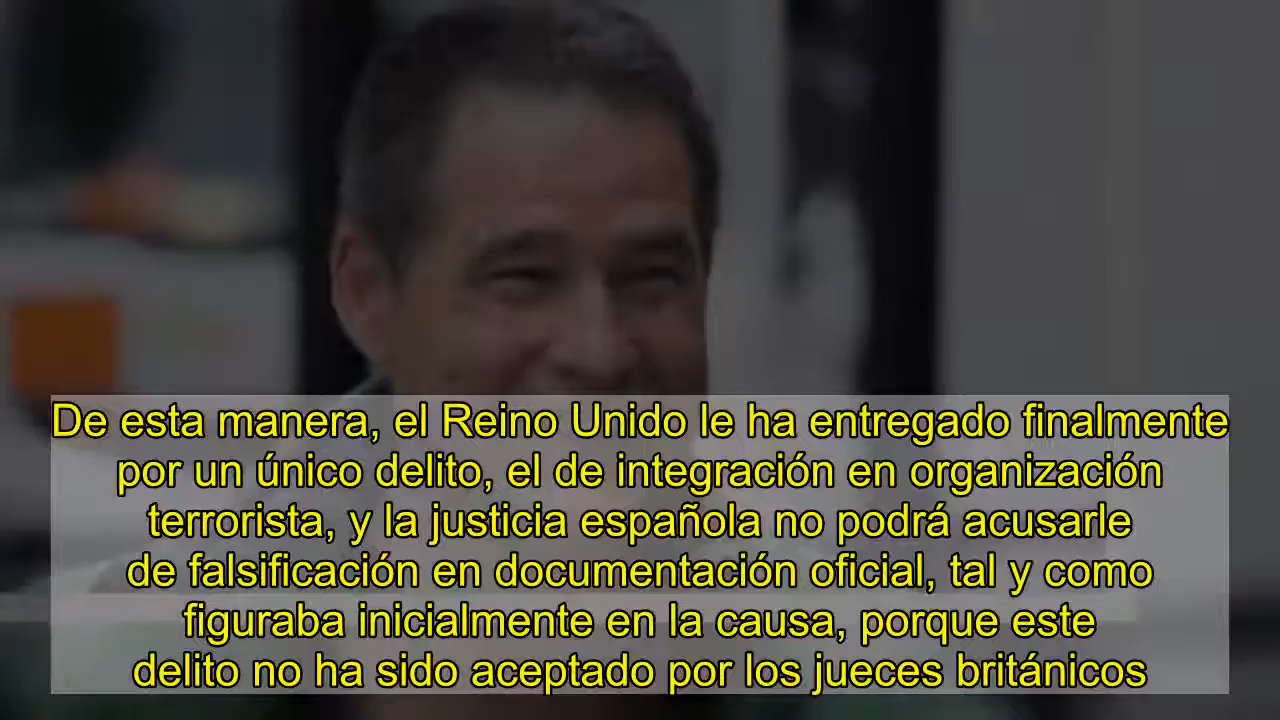 De esta manera, el Reino Unido le ha entregado finalmente
por un único delito, el de integración en organización
terrorista, y la justicia española no podrá acusarle
de falsificación en documentación oficial, tal y como
figuraba inicialmente en la causa, porque este
delito no ha sido aceptado por los jueces británicos